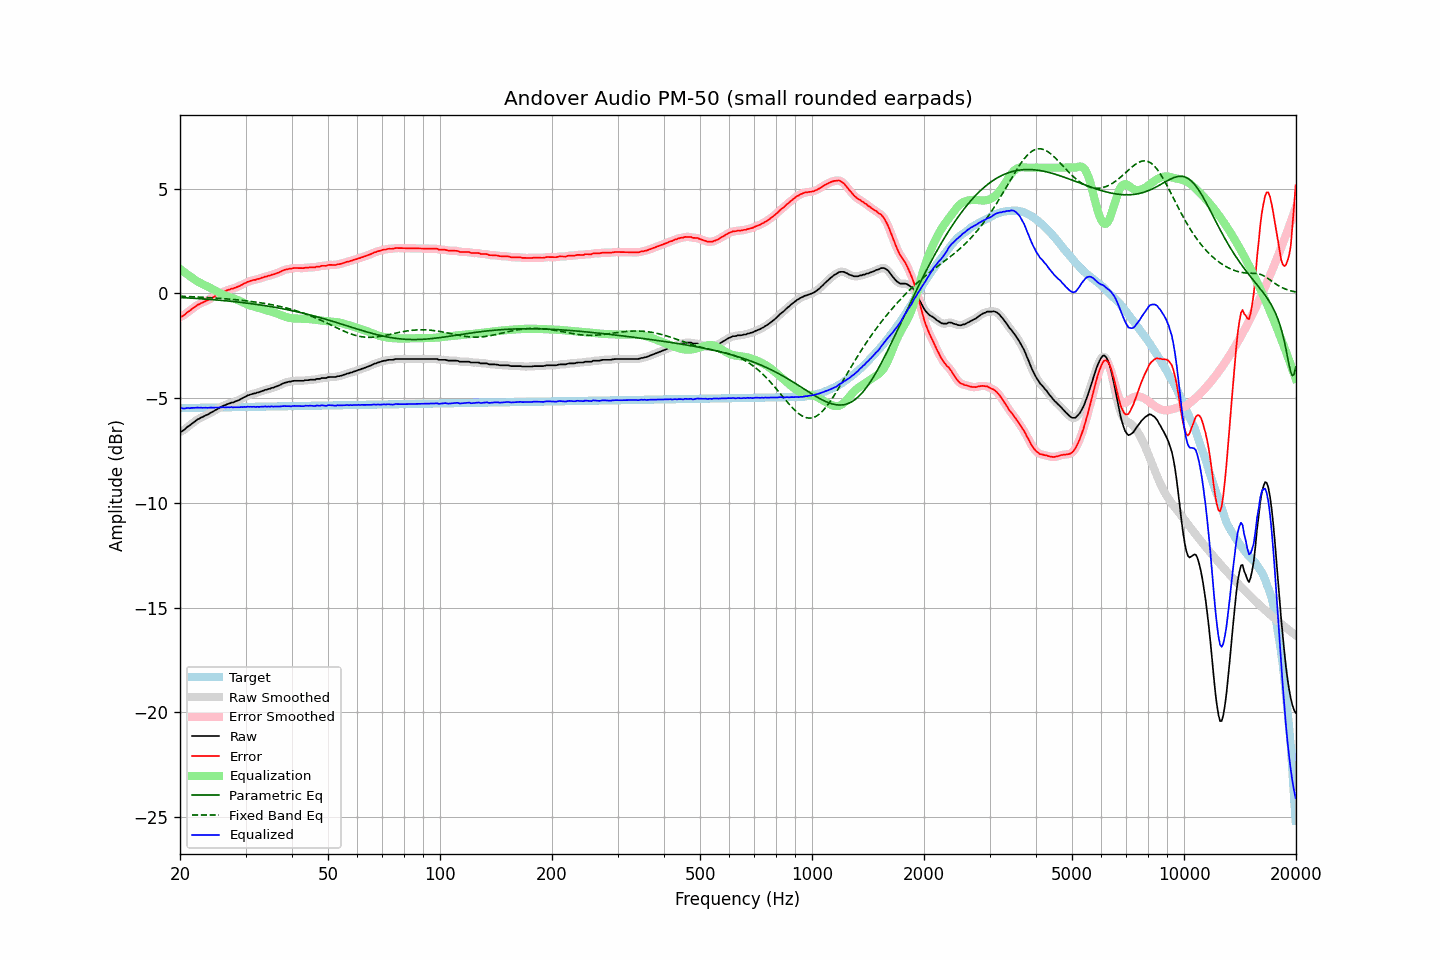 Andover Audio PM-50 (small rounded earpads)
5
0
−5
−10
−15
−20
−25
Amplitude (dBr)
Target
Raw Smoothed
Error Smoothed
Raw
Error
Equalization
Parametric Eq
Fixed Band Eq
Equalized
20 50 100 200 500 1000 2000 5000 10000 20000
Frequency (Hz)